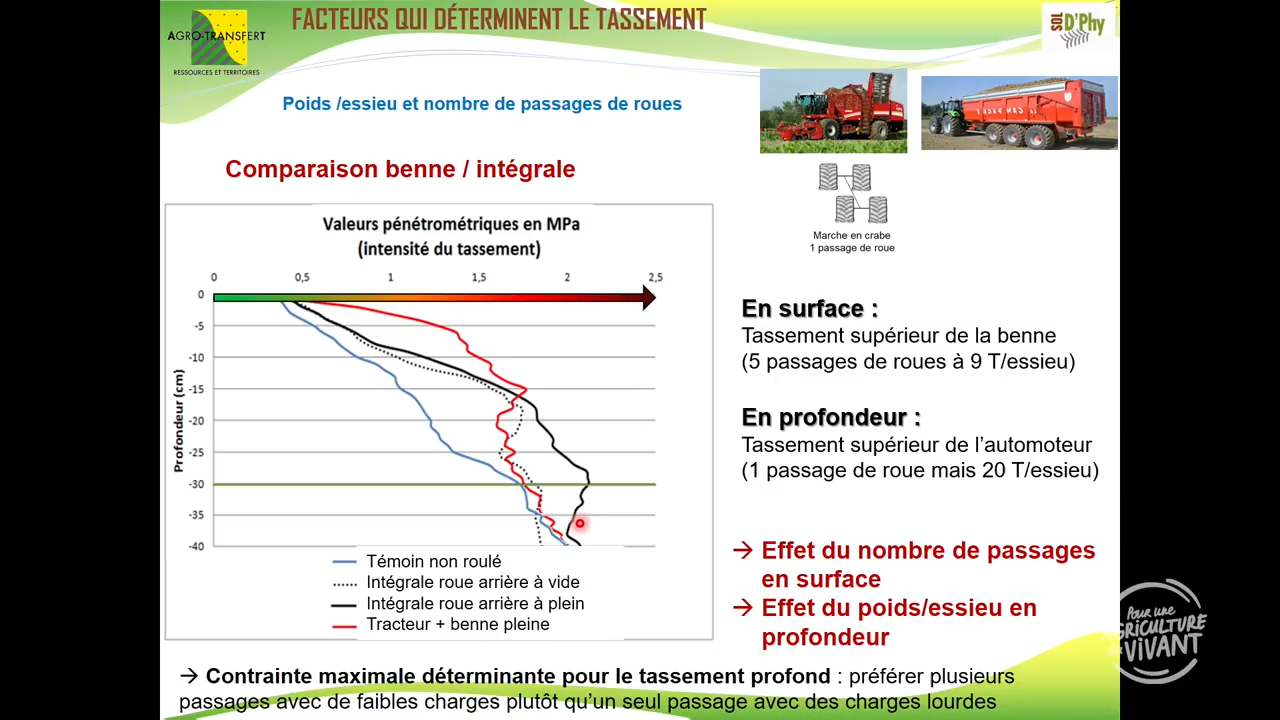 FACTEURS QUI DÉTERMINENT LE TASSEMENT
AGRO-TRANSFERT
RESSOURCES ET TERRITOIRES
SOL D'Phy
Poids /essieu et nombre de passages de roues
Comparaison benne / intégrale
Marche en crabe
1 passage de roue
Valeurs pénétrométriques en MPa
(intensité du tassement)
0 0,5 1 1,5 2 2,5
Profondeur (cm)
0
-5
-10
-15
-20
-25
-30
-35
-40
Témoin non roulé
Intégrale roue arrière à vide
Intégrale roue arrière à plein
Tracteur + benne pleine
En surface :
Tassement supérieur de la benne
(5 passages de roues à 9 T/essieu)
En profondeur :
Tassement supérieur de l'automoteur
(1 passage de roue mais 20 T/essieu)
→ Effet du nombre de passages
en surface
→ Effet du poids/essieu en
profondeur
→ Contrainte maximale déterminante pour le tassement profond : préférer plusieurs
passages avec de faibles charges plutôt qu'un seul passage avec des charges lourdes
Pour une
AGRICULTURE
du VIVANT